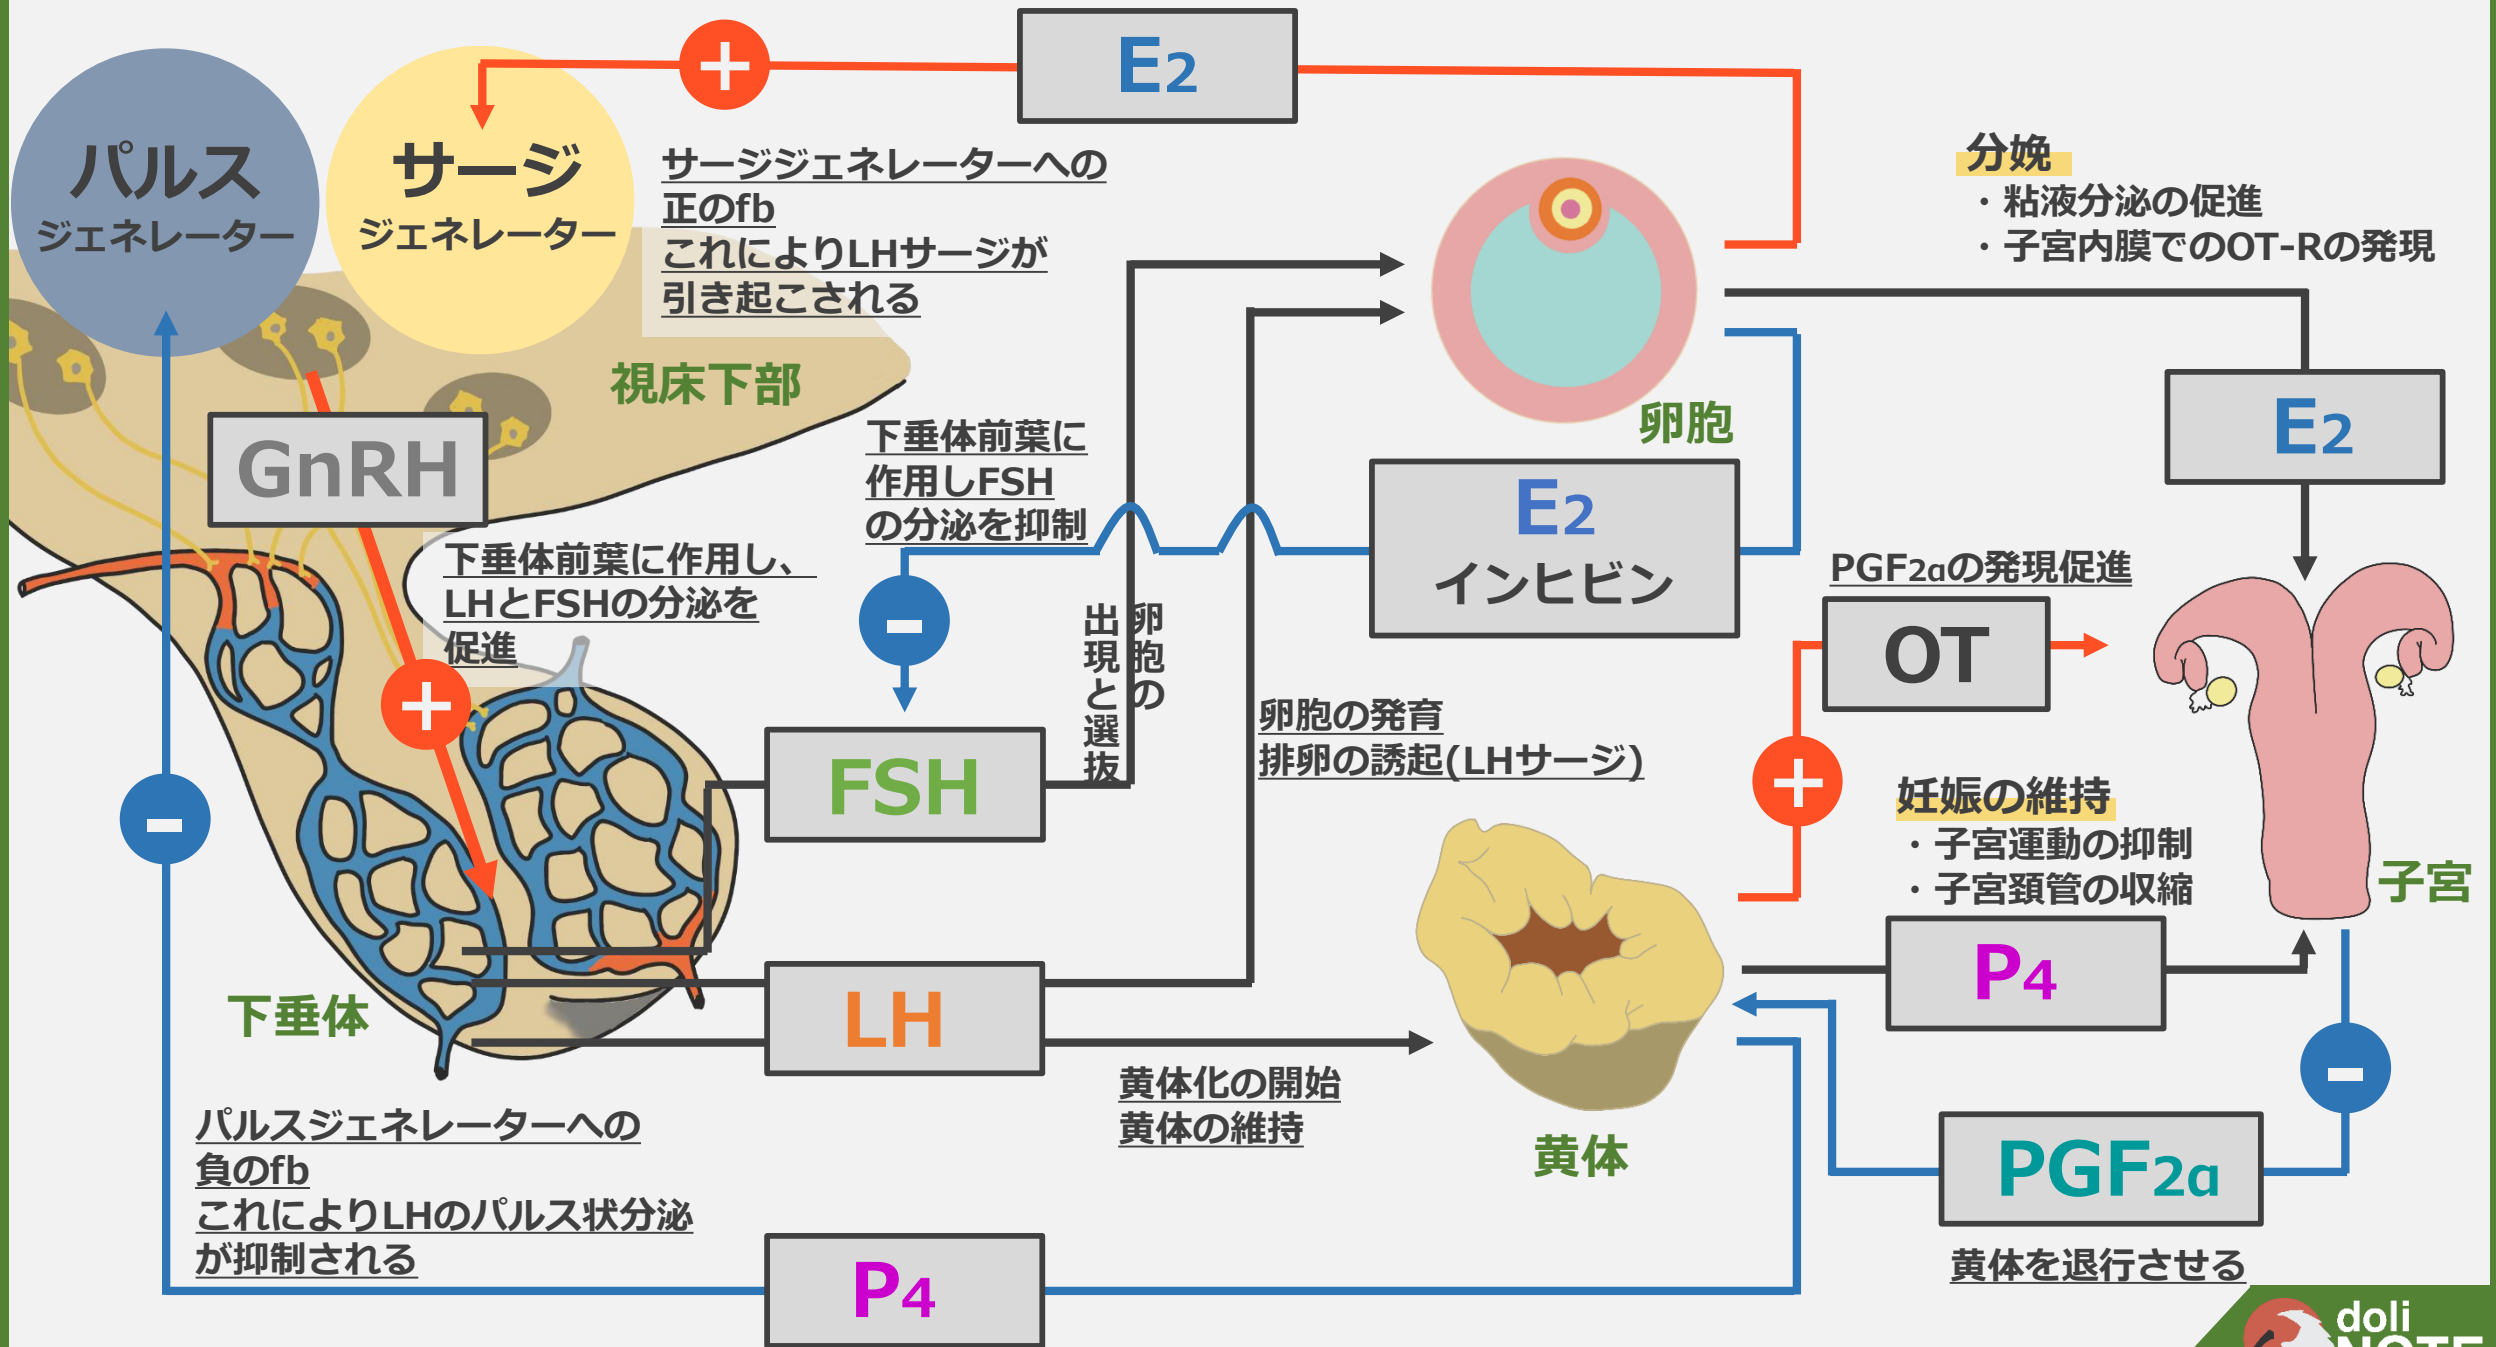 E2
パルス
ジェネレーター
サージ
ジェネレーター
サージジェネレーターへの
正のfb
これによりLHサージが
引き起こされる
分娩
・粘液分泌の促進
・子宮内膜でのOT-Rの発現
視床下部
GnRH
下垂体前葉に
作用しFSH
の分泌を抑制
卵胞
E2
E2
インヒビン
下垂体前葉に作用し、
LHとFSHの分泌を
促進
PGF2αの発現促進
OT
卵胞の
出現と選抜
卵胞の発育
排卵の誘起(LHサージ)
FSH
妊娠の維持
・子宮運動の抑制
・子宮頚管の収縮
子宮
P4
下垂体
LH
黄体化の開始
黄体の維持
黄体
PGF2α
黄体を退行させる
パルスジェネレーターへの
負のfb
これによりLHのパルス状分泌
が抑制される
P4
doli
NOTE